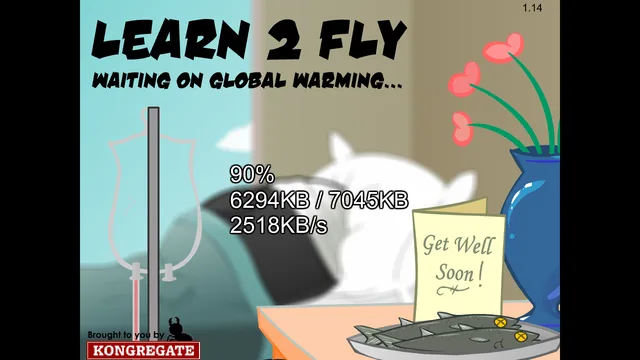 1.14
LEARN 2 FLY
WAITING ON GLOBAL WARMING...
90%
6294KB / 7045KB
2518KB/s
Get Well
Soon!
Brought to you by
KONGREGATE